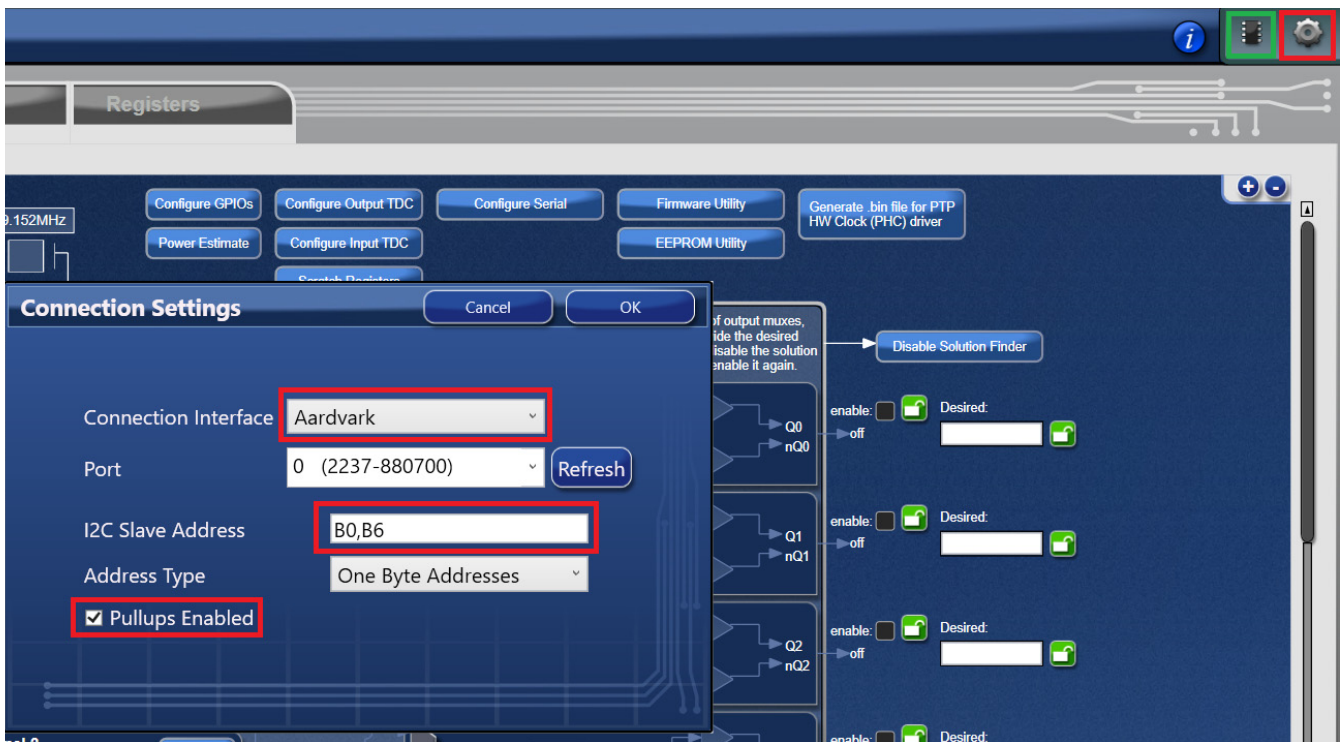 i
Registers
9.152MHz
Configure GPIOs
Configure Output TDC
Configure Serial
Firmware Utility
Generate .bin file for PTP
HW Clock (PHC) driver
Power Estimate
Configure Input TDC
EEPROM Utility
Scratch Registers
Connection Settings
Cancel
OK
of output muxes,
ide the desired
isable the solution
enable it again.
Disable Solution Finder
Connection Interface
Aardvark
Port
0 (2237-880700)
Refresh
I2C Slave Address
B0,B6
Address Type
One Byte Addresses
Pullups Enabled
Q0
nQ0
enable:
off
Desired:
Q1
nQ1
enable:
off
Desired:
Q2
nQ2
enable:
off
Desired:
enable:
Desired: